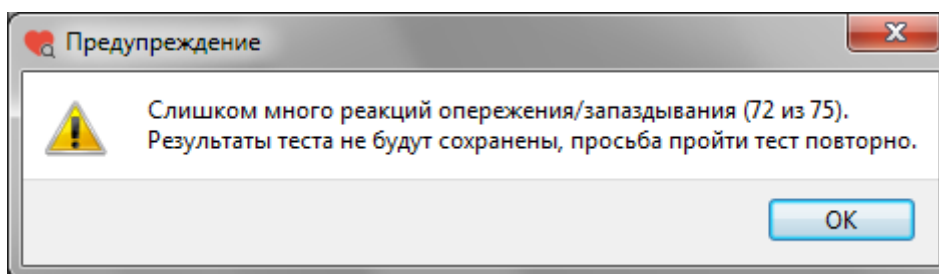 Предупреждение
Слишком много реакций опережения/запаздывания (72 из 75).
Результаты теста не будут сохранены, просьба пройти тест повторно.
OK